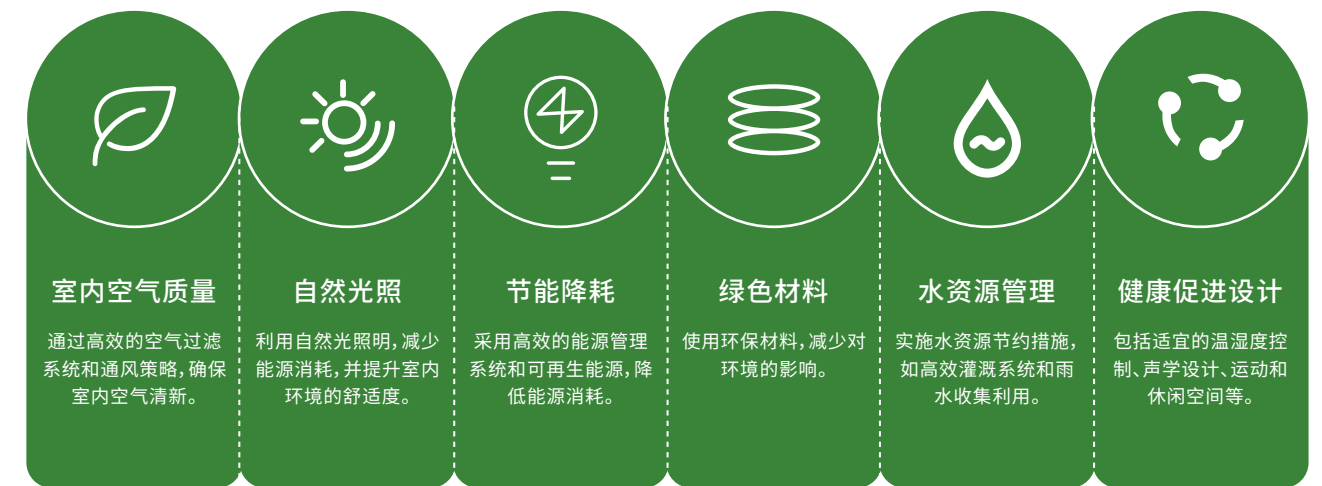 室内空气质量
通过高效的空气过滤
系统和通风策略,确保
室内空气清新。
自然光照
利用自然光照明,减少
能源消耗,并提升室内
环境的舒适度。
节能降耗
采用高效的能源管理
系统和可再生能源,降
低能源消耗。
绿色材料
使用环保材料,减少对
环境的影响。
水资源管理
实施水资源节约措施,
如高效灌溉系统和雨
水收集利用。
健康促进设计
包括适宜的温湿度控
制、声学设计、运动和
休闲空间等。